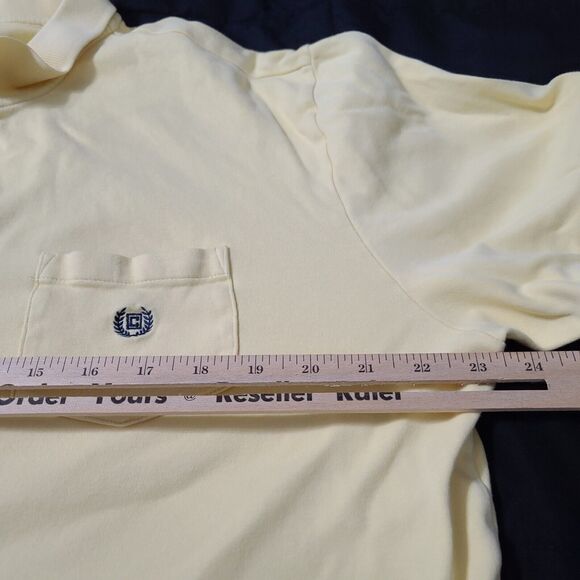 15 16 17 18 19 20 21 22 23 24
Order Yours @ Reseller Ruler